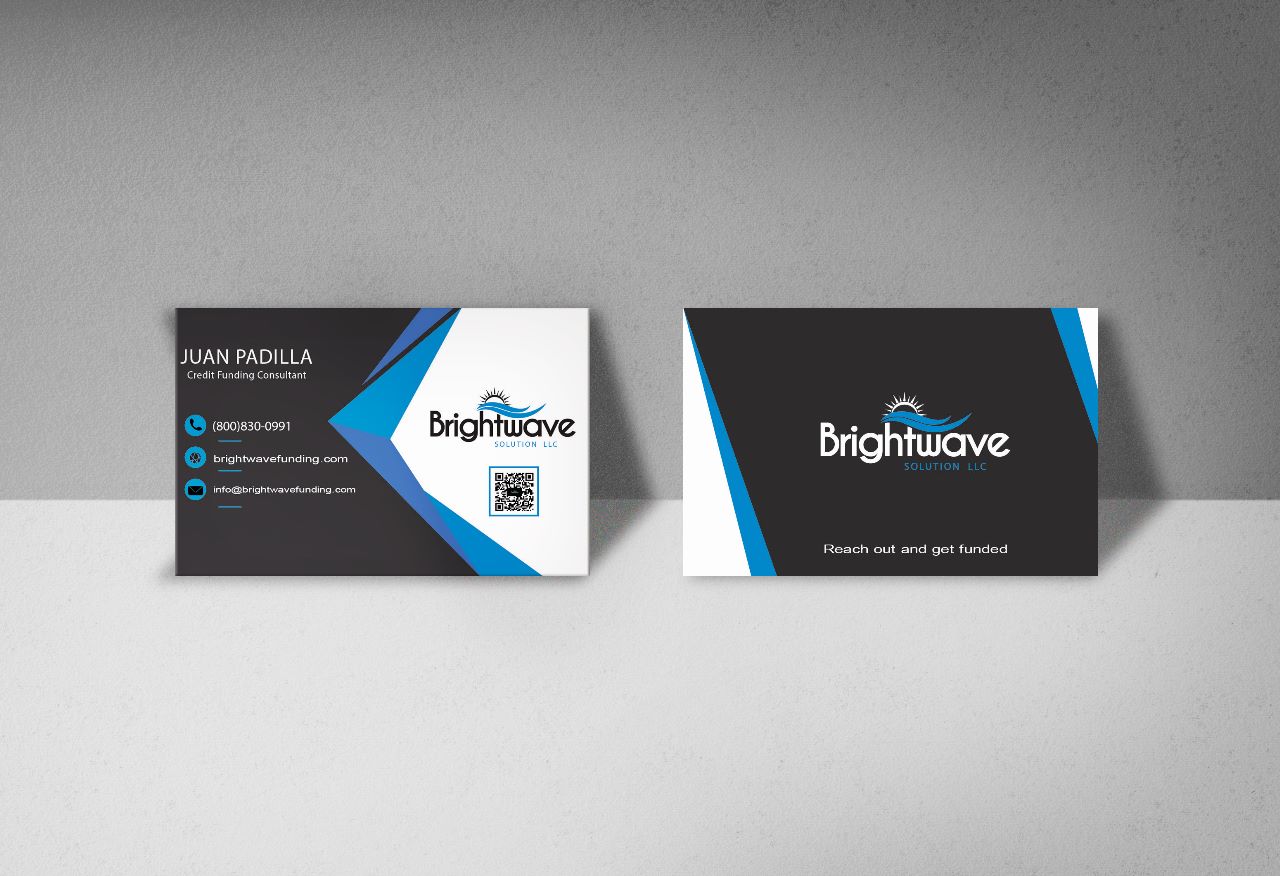 JUAN PADILLA
Credit Funding Consultant
(800)830-0991
brightwavefunding.com
info@brightwavefunding.com
Brightwave
SOLUTION LLC
Brightwave
SOLUTION LLC
Reach out and get funded